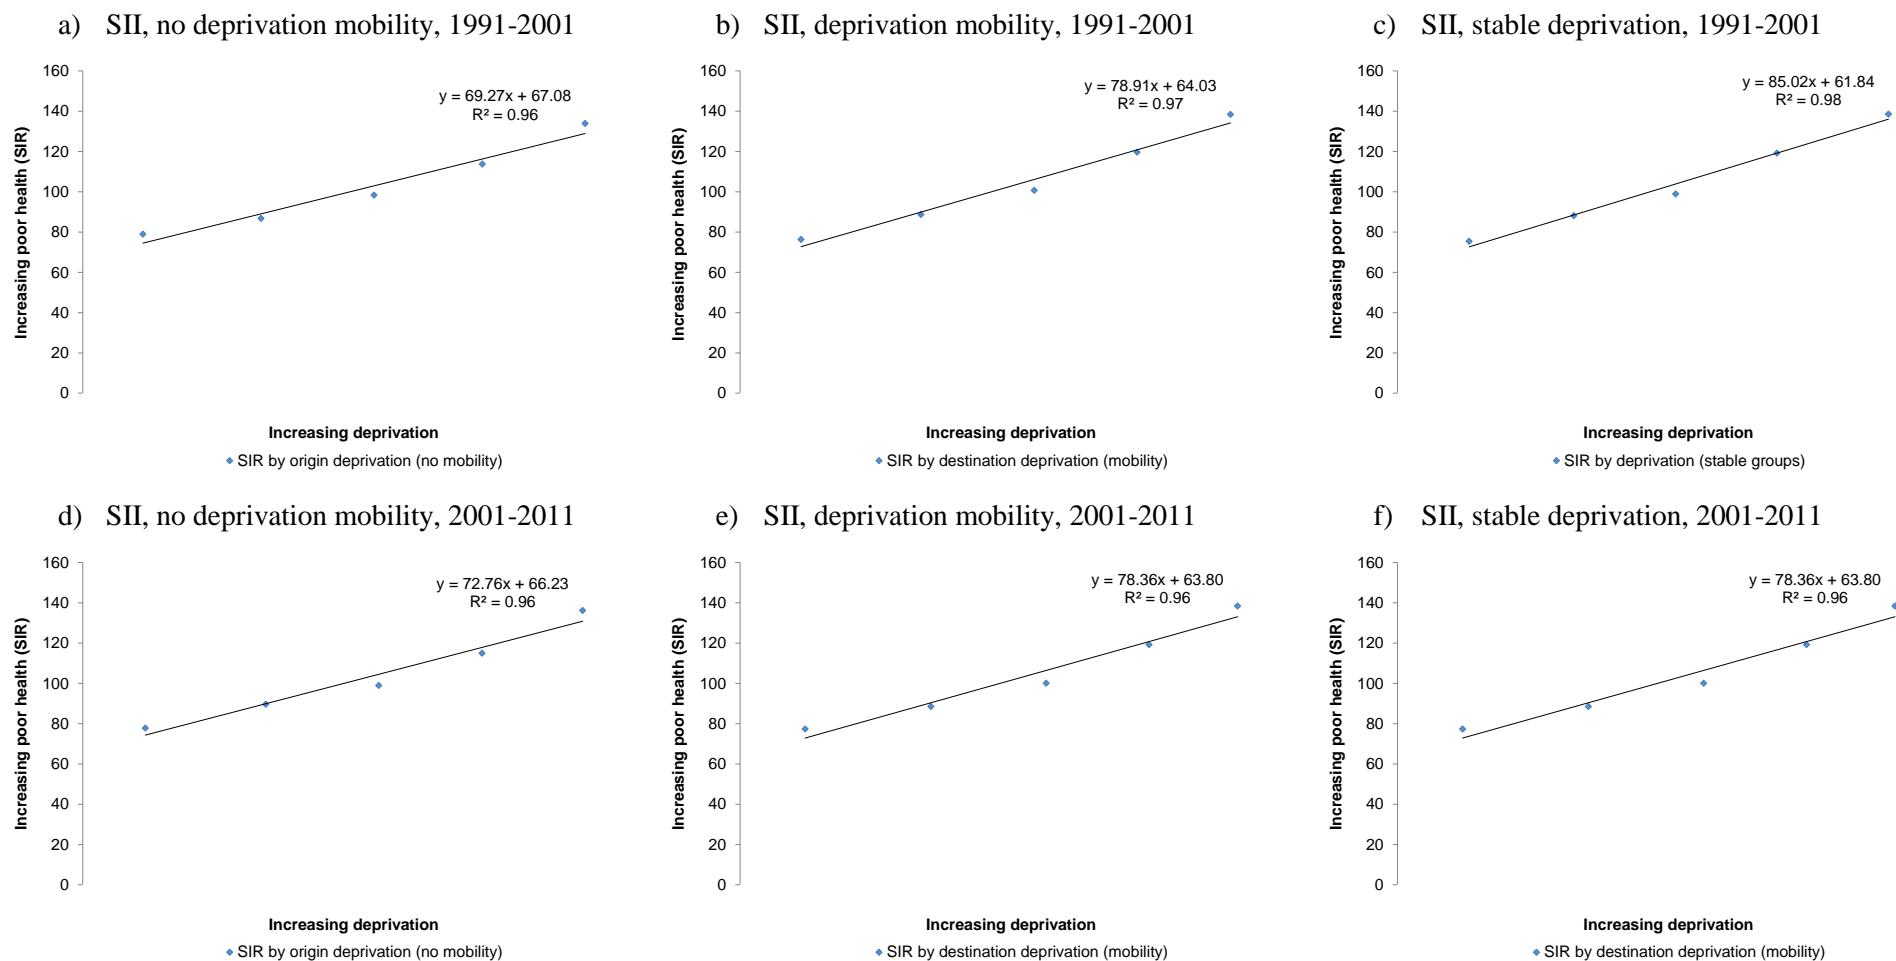 a) SII, no deprivation mobility, 1991-2001
160
140
120
100
80
60
40
20
0
Increasing poor health (SIR)
y = 69.27x + 67.08
R² = 0.96
Increasing deprivation
SIR by origin deprivation (no mobility)
b) SII, deprivation mobility, 1991-2001
160
140
120
100
80
60
40
20
0
Increasing poor health (SIR)
y = 78.91x + 64.03
R² = 0.97
Increasing deprivation
SIR by destination deprivation (mobility)
c) SII, stable deprivation, 1991-2001
160
140
120
100
80
60
40
20
0
Increasing poor health (SIR)
y = 85.02x + 61.84
R² = 0.98
Increasing deprivation
SIR by deprivation (stable groups)
d) SII, no deprivation mobility, 2001-2011
160
140
120
100
80
60
40
20
0
Increasing poor health (SIR)
y = 72.76x + 66.23
R² = 0.96
Increasing deprivation
SIR by origin deprivation (no mobility)
e) SII, deprivation mobility, 2001-2011
160
140
120
100
80
60
40
20
0
Increasing poor health (SIR)
y = 78.36x + 63.80
R² = 0.96
Increasing deprivation
SIR by destination deprivation (mobility)
f) SII, stable deprivation, 2001-2011
160
140
120
100
80
60
40
20
0
Increasing poor health (SIR)
y = 78.36x + 63.80
R² = 0.96
Increasing deprivation
SIR by destination deprivation (mobility)